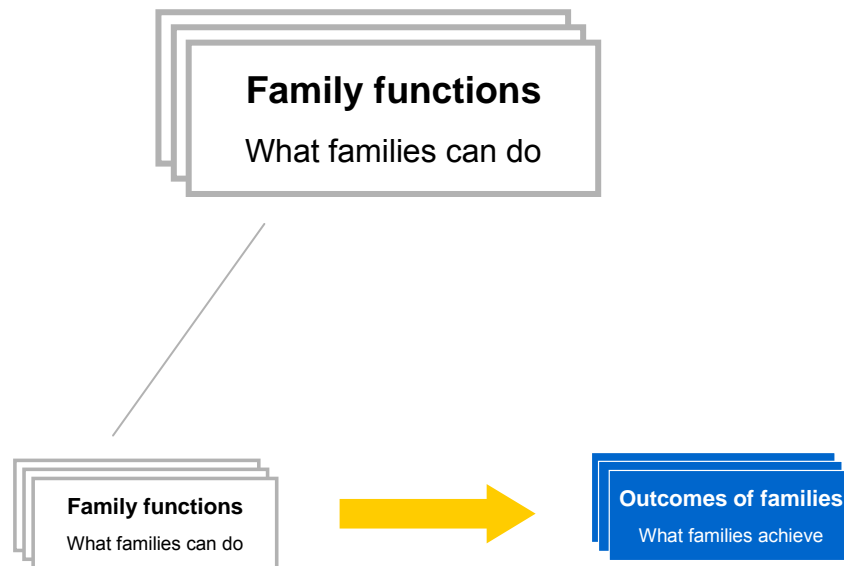 Family functions
What families can do
Family functions
What families can do
Outcomes of families
What families achieve